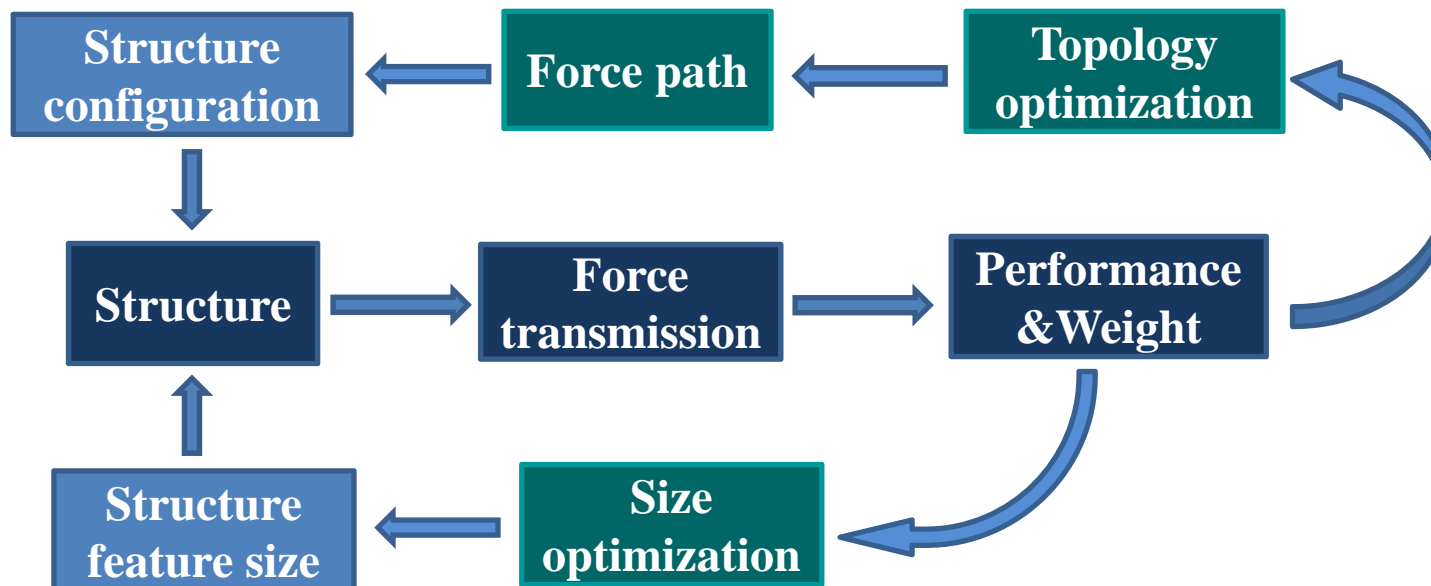 Structure
configuration
Force path
Topology
optimization
Structure
Force
transmission
Performance
&Weight
Structure
feature size
Size
optimization